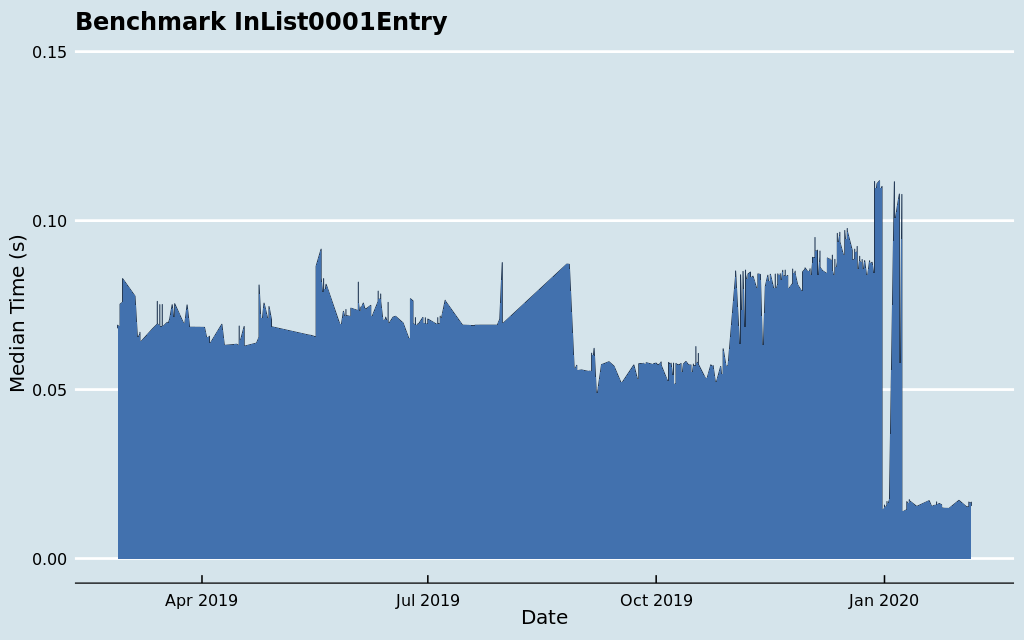 Benchmark InList0001Entry
0.15
0.10
0.05
0.00
Median Time (s)
Apr 2019
Jul 2019
Oct 2019
Jan 2020
Date